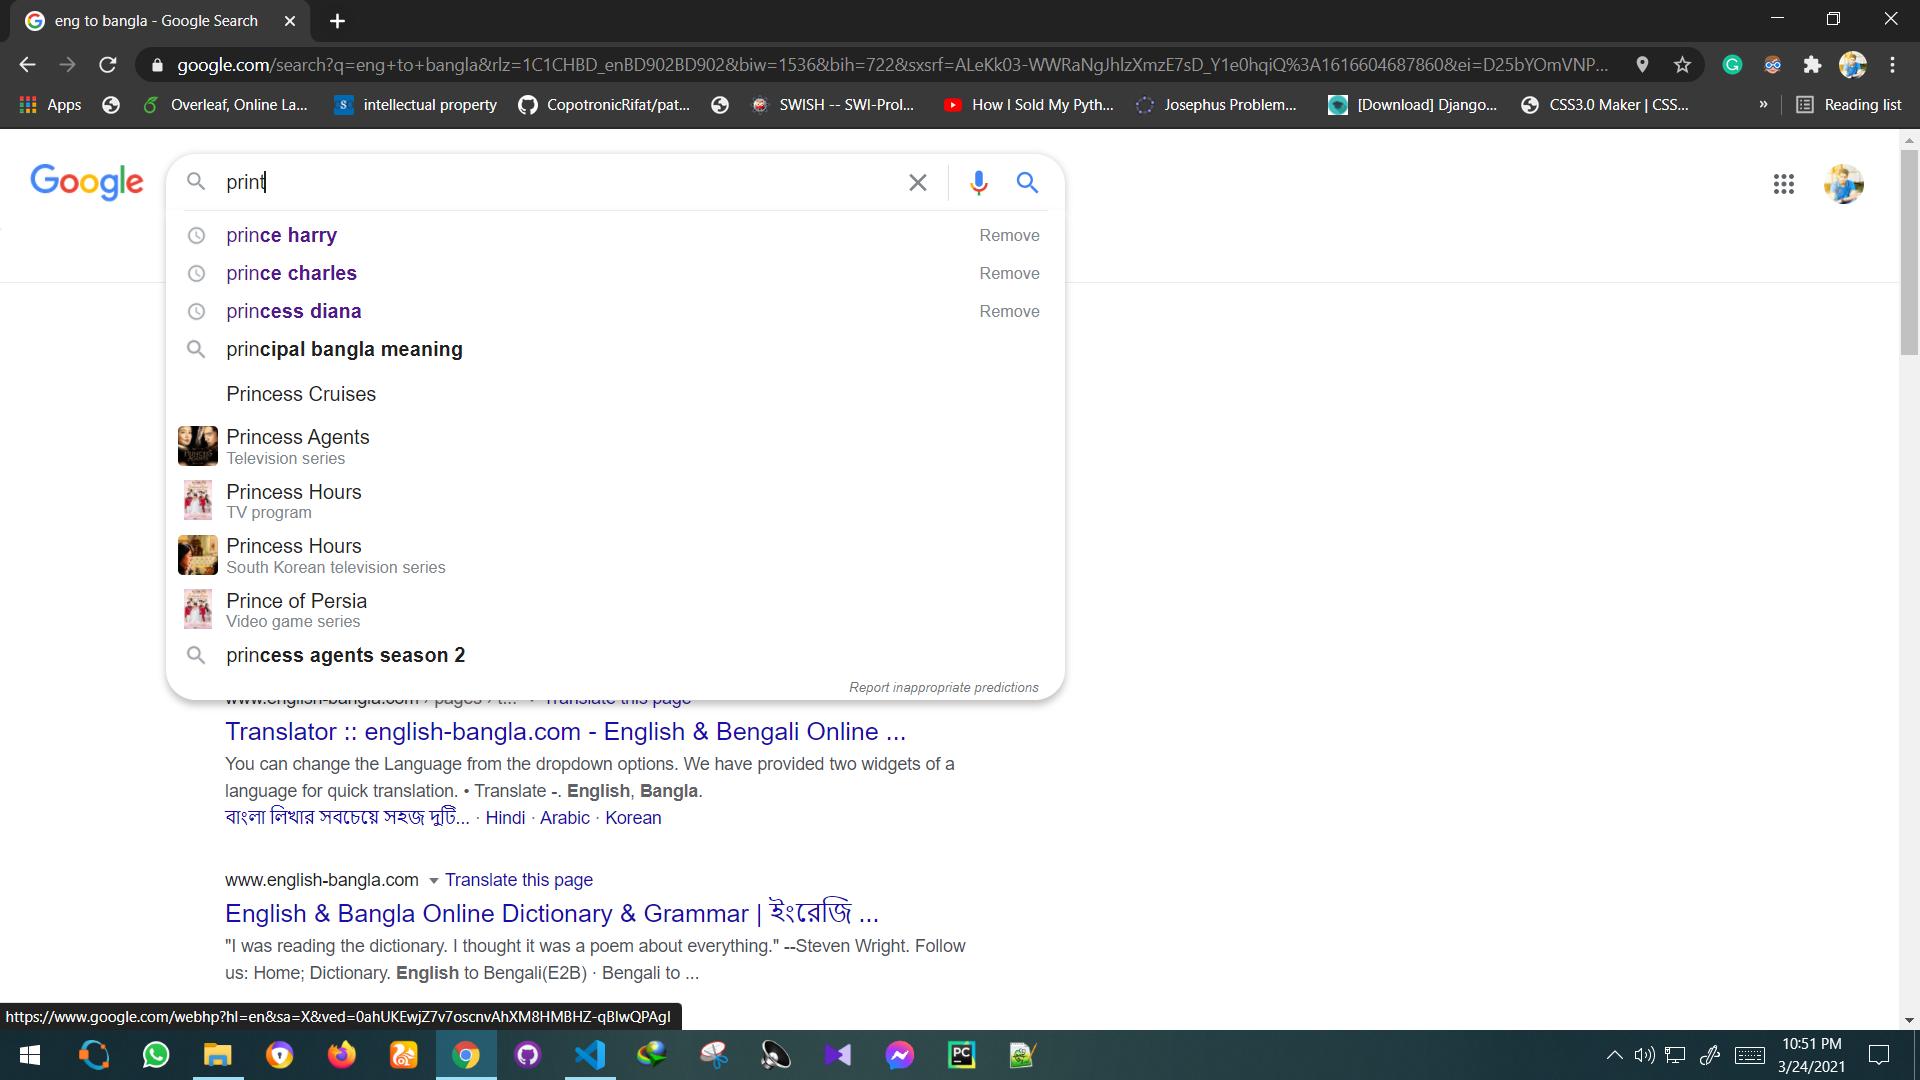 eng to bangla - Google Search
google.com/search?q=eng+to+bangla&rlz=1C1CHBD_enBD902BD902&biw=1536&bih=722&sxsrf=ALeKk03-WWRaNgJhlzXmzE7sD_Y1e0hqiQ%3A1616604687860&ei=D25bYOmVNP...
Apps Overleaf, Online La... intellectual property CopotronicRifat/pat... SWISH -- SWI-Prol... How I Sold My Pyth... Josephus Problem... [Download] Django... CSS3.0 Maker | CSS... » Reading list
Google print
prince harry Remove
prince charles Remove
princess diana Remove
principal bangla meaning
Princess Cruises
Princess Agents
Television series
Princess Hours
TV program
Princess Hours
South Korean television series
Prince of Persia
Video game series
princess agents season 2
Report inappropriate predictions
www.english-bangla.com › pages › t... Translate this page
Translator :: english-bangla.com - English & Bengali Online ...
You can change the Language from the dropdown options. We have provided two widgets of a
language for quick translation. • Translate -. English, Bangla.
বাংলা লিখার সবচেয়ে সহজ দুটি... · Hindi · Arabic · Korean
www.english-bangla.com Translate this page
English & Bangla Online Dictionary & Grammar | ইংরেজি ...
"I was reading the dictionary. I thought it was a poem about everything." --Steven Wright. Follow
us: Home; Dictionary. English to Bengali(E2B) · Bengali to ...
https://www.google.com/webhp?hl=en&sa=X&ved=0ahUKEwjZ7v7oscnvAhXM8HMBHZ-qBlwQPAgI
10:51 PM
3/24/2021